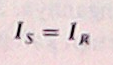 I_S = I_R